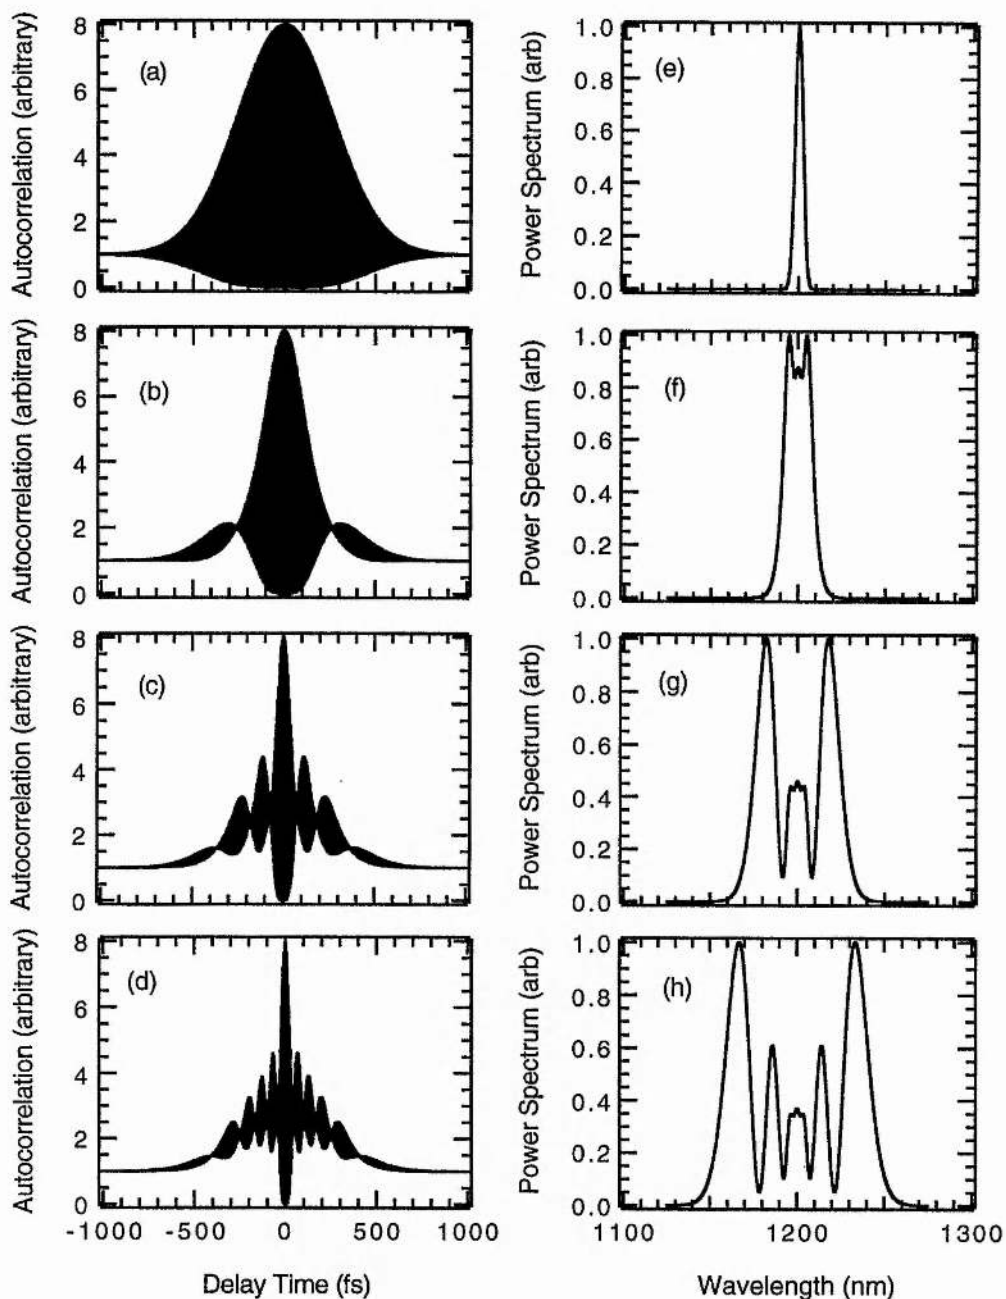 Autocorrelation (arbitrary)
8
6
4
2
0
(a)
Power Spectrum (arb)
1.0
0.8
0.6
0.4
0.2
0.0
(e)
Autocorrelation (arbitrary)
8
6
4
2
0
(b)
Power Spectrum (arb)
1.0
0.8
0.6
0.4
0.2
0.0
(f)
Autocorrelation (arbitrary)
8
6
4
2
0
(c)
Power Spectrum (arb)
1.0
0.8
0.6
0.4
0.2
0.0
(g)
Autocorrelation (arbitrary)
8
6
4
2
0
(d)
-1000 -500 0 500 1000
Delay Time (fs)
Power Spectrum (arb)
1.0
0.8
0.6
0.4
0.2
0.0
(h)
1100 1200 1300
Wavelength (nm)